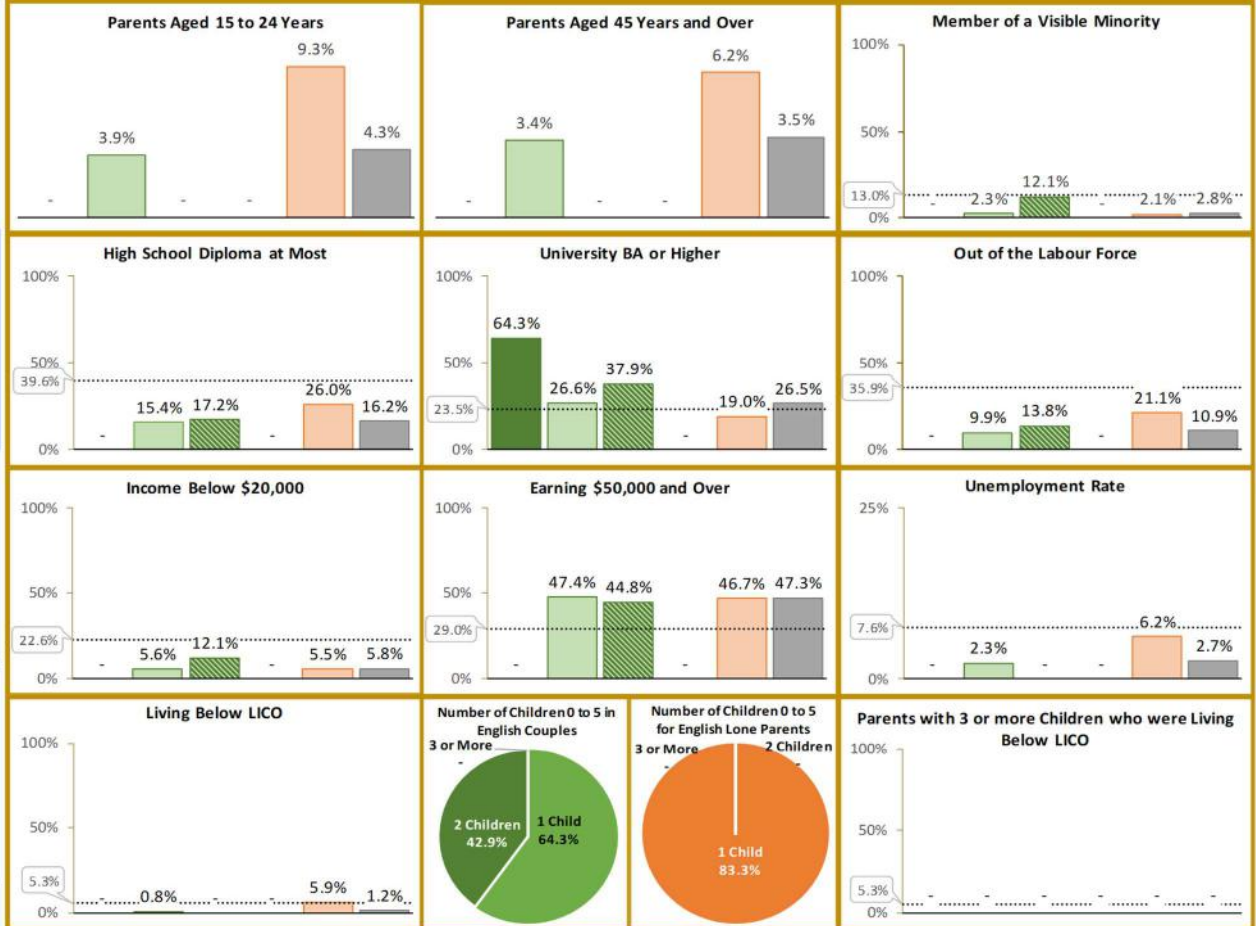 Parents Aged 15 to 24 Years
9.3%
3.9%
4.3%
- - -
Parents Aged 45 Years and Over
6.2%
3.4%
3.5%
- - -
Member of a Visible Minority
100%
50%
13.0%
12.1%
- 2.3% - 2.1% 2.8%
0%
High School Diploma at Most
100%
50%
39.6%
26.0%
15.4% 17.2% 16.2%
- -
0%
University BA or Higher
100%
64.3%
50%
37.9%
26.6% 26.5%
23.5%
19.0%
-
0%
Out of the Labour Force
100%
50%
35.9%
21.1%
9.9% 13.8% 10.9%
- -
0%
Income Below $20,000
100%
50%
22.6%
12.1%
- 5.6% - 5.5% 5.8%
0%
Earning $50,000 and Over
100%
50%
47.4% 44.8% 46.7% 47.3%
29.0%
- -
0%
Unemployment Rate
25%
7.6%
6.2%
2.3% 2.7%
- - -
0%
Living Below LICO
100%
50%
5.3%
- 0.8% - - 5.9% 1.2%
0%
Number of Children 0 to 5 in
English Couples
3 or More
-
2 Children
42.9%
1 Child
64.3%
Number of Children 0 to 5
for English Lone Parents
3 or More
-
2 Children
-
1 Child
83.3%
Parents with 3 or more Children who were Living
Below LICO
100%
50%
5.3%
- - - - - -
0%